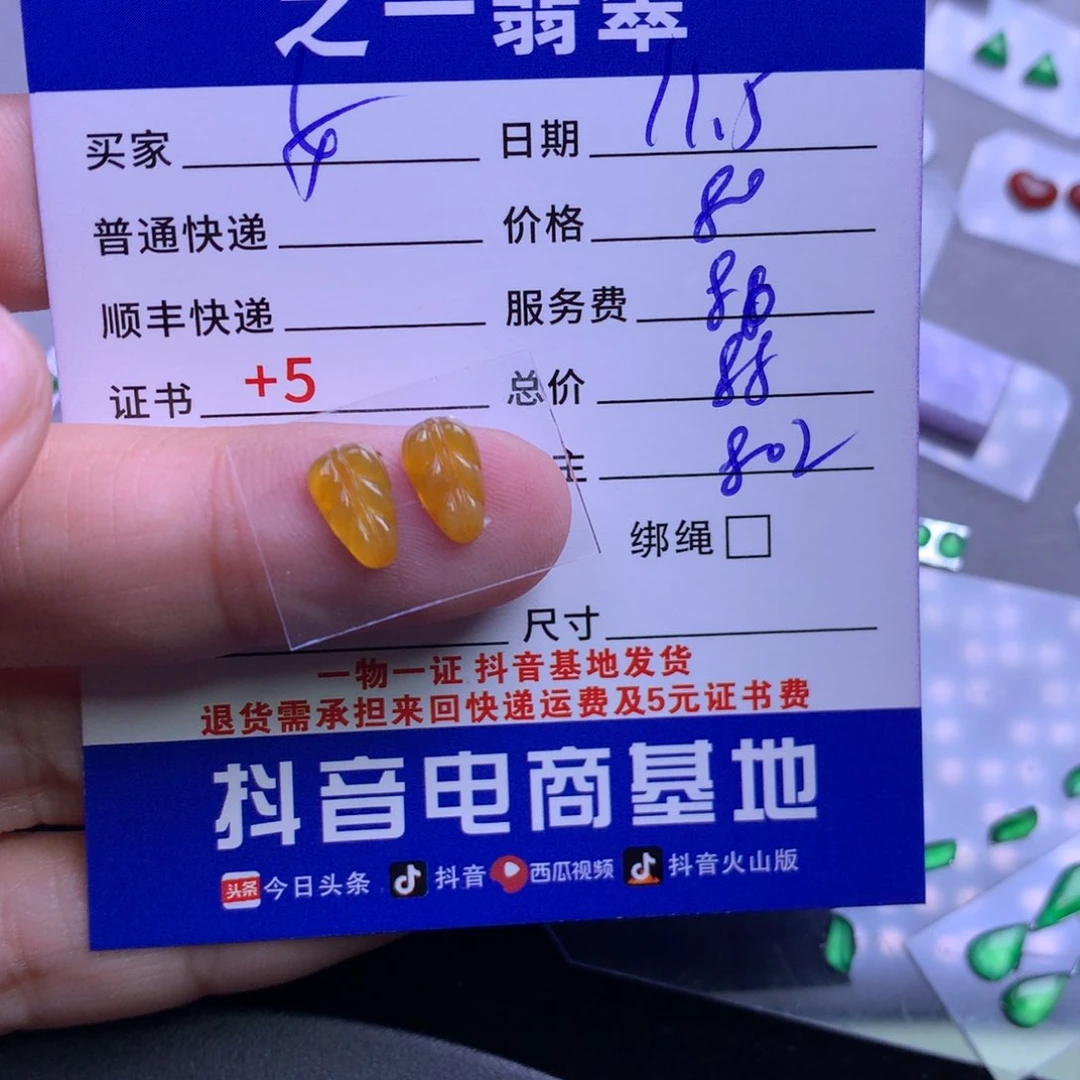 之一翡翠
买家 日期 11.5
普通快递 价格
顺丰快递 服务费
证书 +5 总价 88
主 802
绑绳
尺寸
一物一证 抖音基地发货
退货需承担来回快递运费及5元证书费
抖音电商基地
头条 今日头条 抖音 西瓜视频 抖音火山版